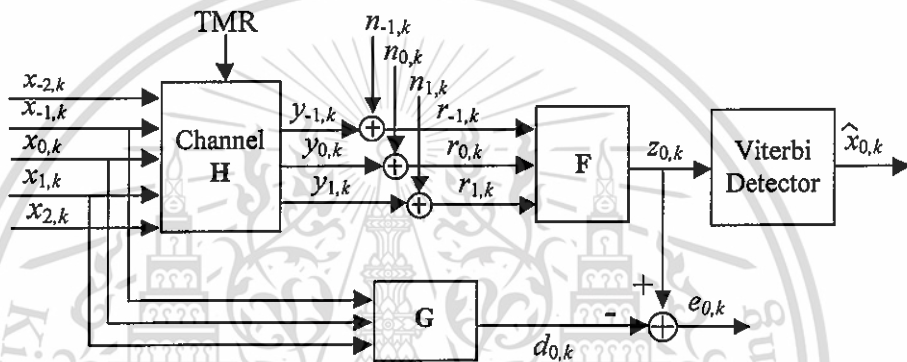 TMR
n-1,k
n0,k
n1,k
x-2,k
x-1,k
x0,k
x1,k
x2,k
Channel
H
y-1,k
y0,k
y1,k
r-1,k
r0,k
r1,k
F
z0,k
Viterbi
Detector
x̂0,k
G
+
-
d0,k
e0,k